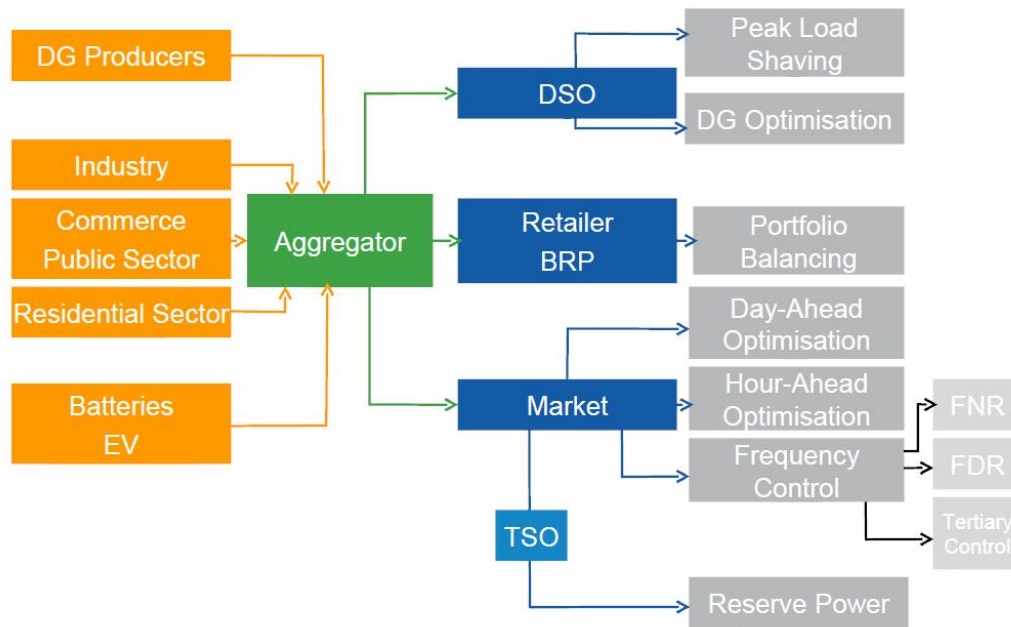 DG Producers
Industry
Commerce
Public Sector
Residential Sector
Batteries
EV
Aggregator
DSO
Retailer
BRP
Market
TSO
Peak Load
Shaving
DG Optimisation
Portfolio
Balancing
Day-Ahead
Optimisation
Hour-Ahead
Optimisation
Frequency
Control
Reserve Power
FNR
FDR
Tertiary
Control